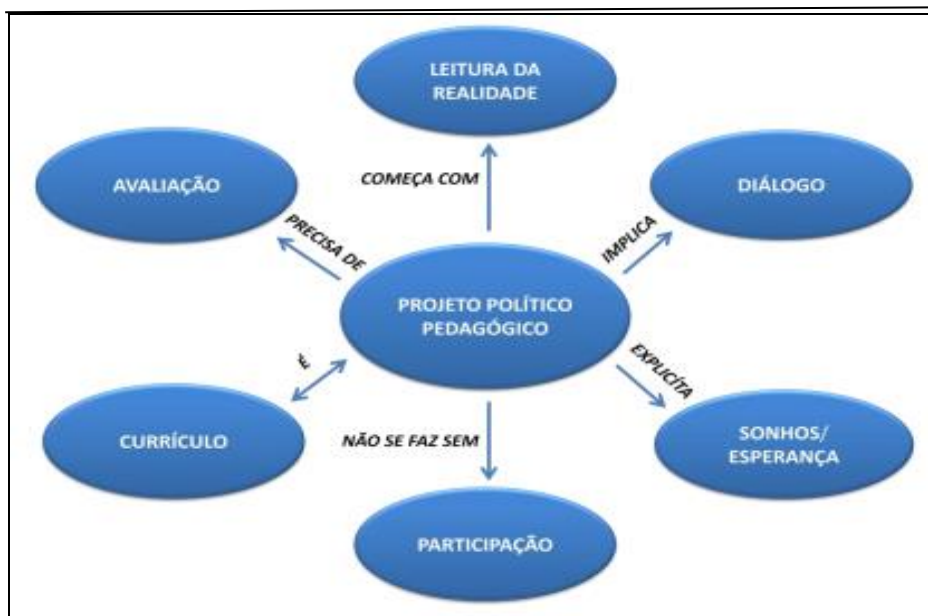 LEITURA DA
REALIDADE
COMEÇA COM
AVALIAÇÃO
DIÁLOGO
PRECISA DE
IMPLICA
PROJETO POLÍTICO
PEDAGÓGICO
É
EXPLICÍTA
CURRÍCULO
NÃO SE FAZ SEM
SONHOS/
ESPERANÇA
PARTICIPAÇÃO